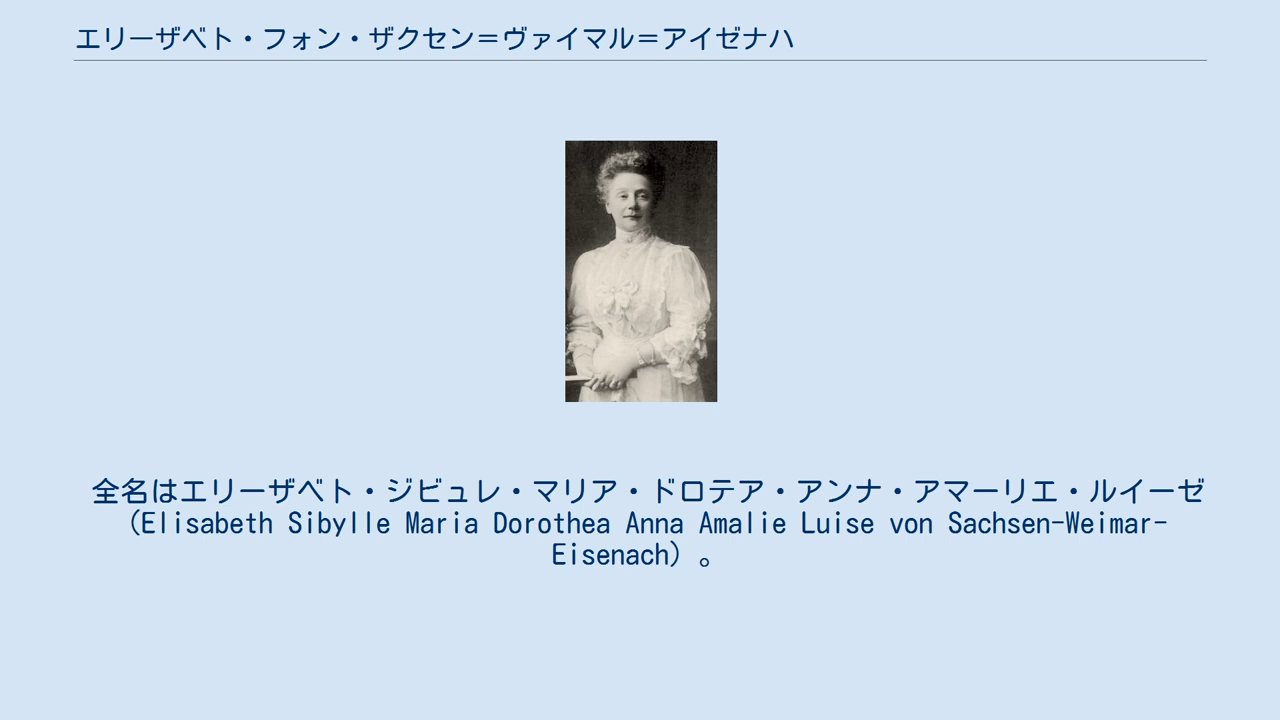 エリーザベト・フォン・ザクセン＝ヴァイマル＝アイゼナハ
全名はエリーザベト・ジビュレ・マリア・ドロテア・アンナ・アマーリエ・ルイーゼ
（Elisabeth Sibylle Maria Dorothea Anna Amalie Luise von Sachsen-Weimar-
Eisenach）。